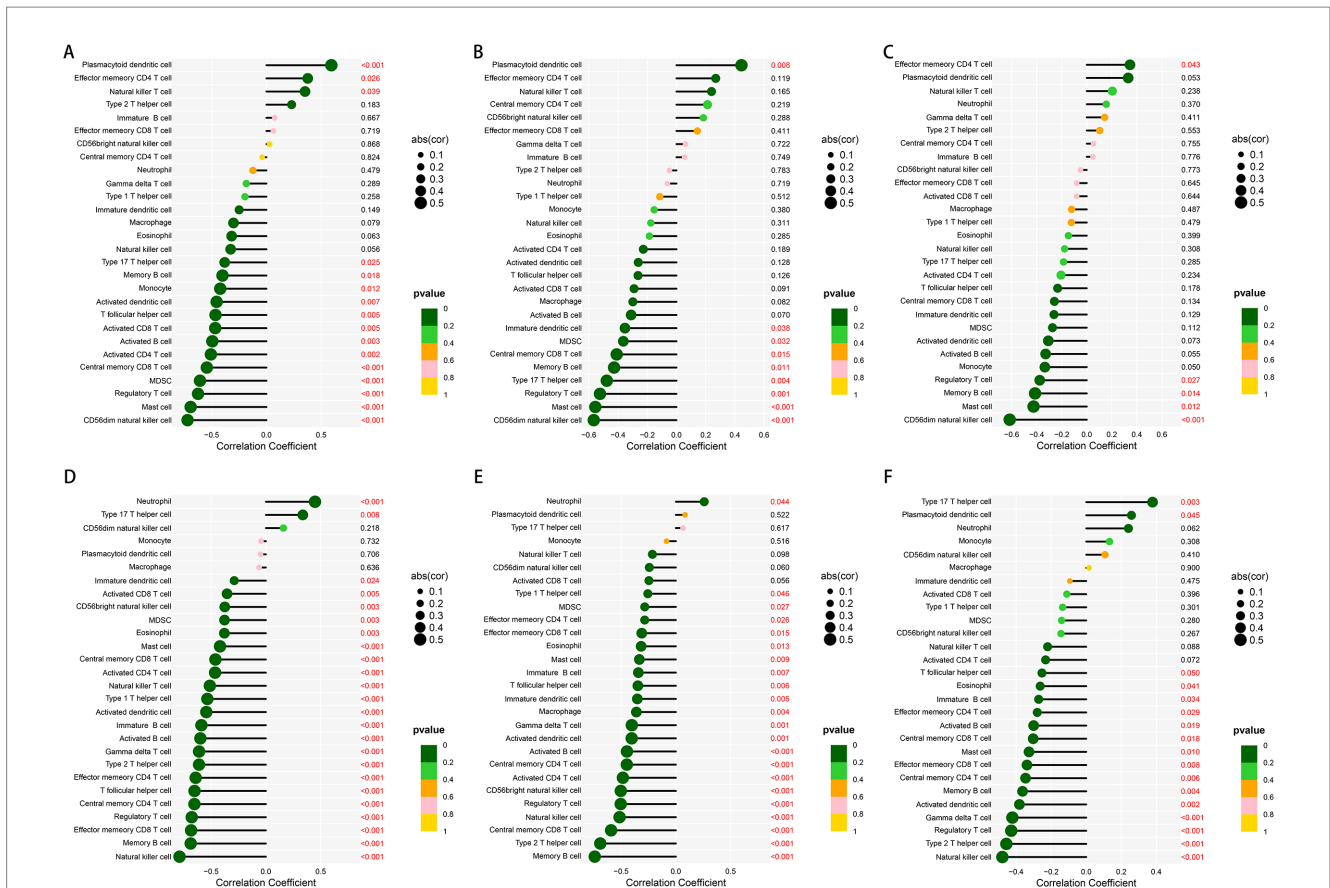 A
Plasmacytoid dendritic cell <0.001
Effector memeory CD4 T cell 0.026
Natural killer T cell 0.039
Type 2 T helper cell 0.183
Immature B cell 0.667
Effector memeory CD8 T cell 0.719
CD56bright natural killer cell 0.868
Central memory CD4 T cell 0.824
Neutrophil 0.479
Gamma delta T cell 0.289
Type 1 T helper cell 0.258
Immature dendritic cell 0.149
Macrophage 0.079
Eosinophil 0.063
Natural killer cell 0.056
Type 17 T helper cell 0.025
Memory B cell 0.018
Monocyte 0.012
Activated dendritic cell 0.007
T follicular helper cell 0.005
Activated CD8 T cell 0.005
Activated B cell 0.003
Activated CD4 T cell 0.002
Central memory CD8 T cell <0.001
MDSC <0.001
Regulatory T cell <0.001
Mast cell <0.001
CD56dim natural killer cell <0.001
−0.5 0.0 0.5
Correlation Coefficient
abs(cor)
0.1
0.2
0.3
0.4
0.5
pvalue
0
0.2
0.4
0.6
0.8
1
B
Plasmacytoid dendritic cell 0.008
Effector memeory CD4 T cell 0.119
Natural killer T cell 0.165
Central memory CD4 T cell 0.219
CD56bright natural killer cell 0.288
Effector memeory CD8 T cell 0.411
Gamma delta T cell 0.722
Immature B cell 0.749
Type 2 T helper cell 0.783
Neutrophil 0.719
Type 1 T helper cell 0.512
Monocyte 0.380
Natural killer cell 0.311
Eosinophil 0.285
Activated CD4 T cell 0.189
Activated dendritic cell 0.128
T follicular helper cell 0.126
Activated CD8 T cell 0.091
Macrophage 0.082
Activated B cell 0.070
Immature dendritic cell 0.038
MDSC 0.032
Central memory CD8 T cell 0.015
Memory B cell 0.011
Type 17 T helper cell 0.004
Regulatory T cell 0.001
Mast cell <0.001
CD56dim natural killer cell <0.001
−0.6 −0.4 −0.2 0.0 0.2 0.4 0.6
Correlation Coefficient
abs(cor)
0.1
0.2
0.3
0.4
0.5
pvalue
0
0.2
0.4
0.6
0.8
1
C
Effector memeory CD4 T cell 0.043
Plasmacytoid dendritic cell 0.053
Natural killer T cell 0.238
Neutrophil 0.370
Gamma delta T cell 0.411
Type 2 T helper cell 0.553
Central memory CD4 T cell 0.755
Immature B cell 0.776
CD56bright natural killer cell 0.773
Effector memeory CD8 T cell 0.645
Activated CD8 T cell 0.644
Macrophage 0.487
Type 1 T helper cell 0.479
Eosinophil 0.399
Natural killer cell 0.308
Type 17 T helper cell 0.285
Activated CD4 T cell 0.234
T follicular helper cell 0.178
Central memory CD8 T cell 0.134
Immature dendritic cell 0.129
MDSC 0.112
Activated dendritic cell 0.073
Activated B cell 0.055
Monocyte 0.050
Regulatory T cell 0.027
Memory B cell 0.014
Mast cell 0.012
CD56dim natural killer cell <0.001
−0.6 −0.4 −0.2 0.0 0.2 0.4 0.6
Correlation Coefficient
abs(cor)
0.1
0.2
0.3
0.4
0.5
pvalue
0
0.2
0.4
0.6
0.8
1
D
Neutrophil <0.001
Type 17 T helper cell 0.008
CD56dim natural killer cell 0.218
Monocyte 0.732
Plasmacytoid dendritic cell 0.706
Macrophage 0.636
Immature dendritic cell 0.024
Activated CD8 T cell 0.005
CD56bright natural killer cell 0.003
MDSC 0.003
Eosinophil 0.003
Mast cell <0.001
Central memory CD8 T cell <0.001
Activated CD4 T cell <0.001
Natural killer T cell <0.001
Type 1 T helper cell <0.001
Activated dendritic cell <0.001
Immature B cell <0.001
Activated B cell <0.001
Gamma delta T cell <0.001
Type 2 T helper cell <0.001
Effector memeory CD4 T cell <0.001
T follicular helper cell <0.001
Central memory CD4 T cell <0.001
Regulatory T cell <0.001
Effector memeory CD8 T cell <0.001
Memory B cell <0.001
Natural killer cell <0.001
−0.5 0.0 0.5
Correlation Coefficient
abs(cor)
0.1
0.2
0.3
0.4
0.5
pvalue
0
0.2
0.4
0.6
0.8
1
E
Neutrophil 0.044
Plasmacytoid dendritic cell 0.522
Type 17 T helper cell 0.617
Monocyte 0.516
Natural killer T cell 0.098
CD56dim natural killer cell 0.060
Activated CD8 T cell 0.056
Type 1 T helper cell 0.046
MDSC 0.027
Effector memeory CD4 T cell 0.026
Effector memeory CD8 T cell 0.015
Eosinophil 0.013
Mast cell 0.009
Immature B cell 0.007
T follicular helper cell 0.006
Immature dendritic cell 0.005
Macrophage 0.004
Gamma delta T cell 0.001
Activated dendritic cell 0.001
Activated B cell <0.001
Central memory CD4 T cell <0.001
Activated CD4 T cell <0.001
CD56bright natural killer cell <0.001
Regulatory T cell <0.001
Natural killer cell <0.001
Central memory CD8 T cell <0.001
Type 2 T helper cell <0.001
Memory B cell <0.001
−0.5 0.0 0.5
Correlation Coefficient
abs(cor)
0.1
0.2
0.3
0.4
0.5
pvalue
0
0.2
0.4
0.6
0.8
1
F
Type 17 T helper cell 0.003
Plasmacytoid dendritic cell 0.045
Neutrophil 0.062
Monocyte 0.308
CD56dim natural killer cell 0.410
Macrophage 0.900
Immature dendritic cell 0.475
Activated CD8 T cell 0.396
Type 1 T helper cell 0.301
MDSC 0.280
CD56bright natural killer cell 0.267
Natural killer T cell 0.088
Activated CD4 T cell 0.072
T follicular helper cell 0.050
Eosinophil 0.041
Immature B cell 0.034
Effector memeory CD4 T cell 0.029
Activated B cell 0.019
Central memory CD8 T cell 0.018
Mast cell 0.010
Effector memeory CD8 T cell 0.008
Central memory CD4 T cell 0.006
Memory B cell 0.004
Activated dendritic cell 0.002
Gamma delta T cell <0.001
Regulatory T cell <0.001
Type 2 T helper cell <0.001
Natural killer cell <0.001
−0.4 −0.2 0.0 0.2 0.4
Correlation Coefficient
abs(cor)
0.1
0.2
0.3
0.4
0.5
pvalue
0
0.2
0.4
0.6
0.8
1